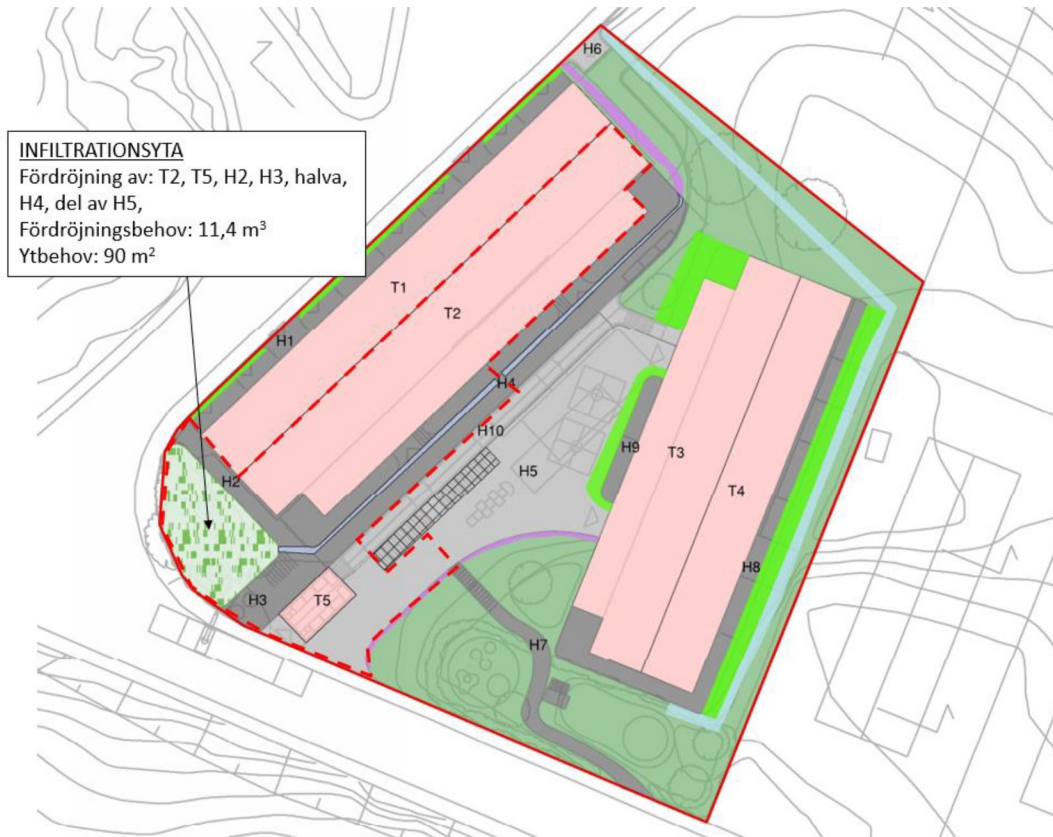 H6
INFILTRATIONSYTA
Fördröjning av: T2, T5, H2, H3, halva,
H4, del av H5,
Fördröjningsbehov: 11,4 m³
Ytbehov: 90 m²
T1
T2
H1
H4
H10
H9
T3
H5
H2
T4
H8
H3
T5
H7